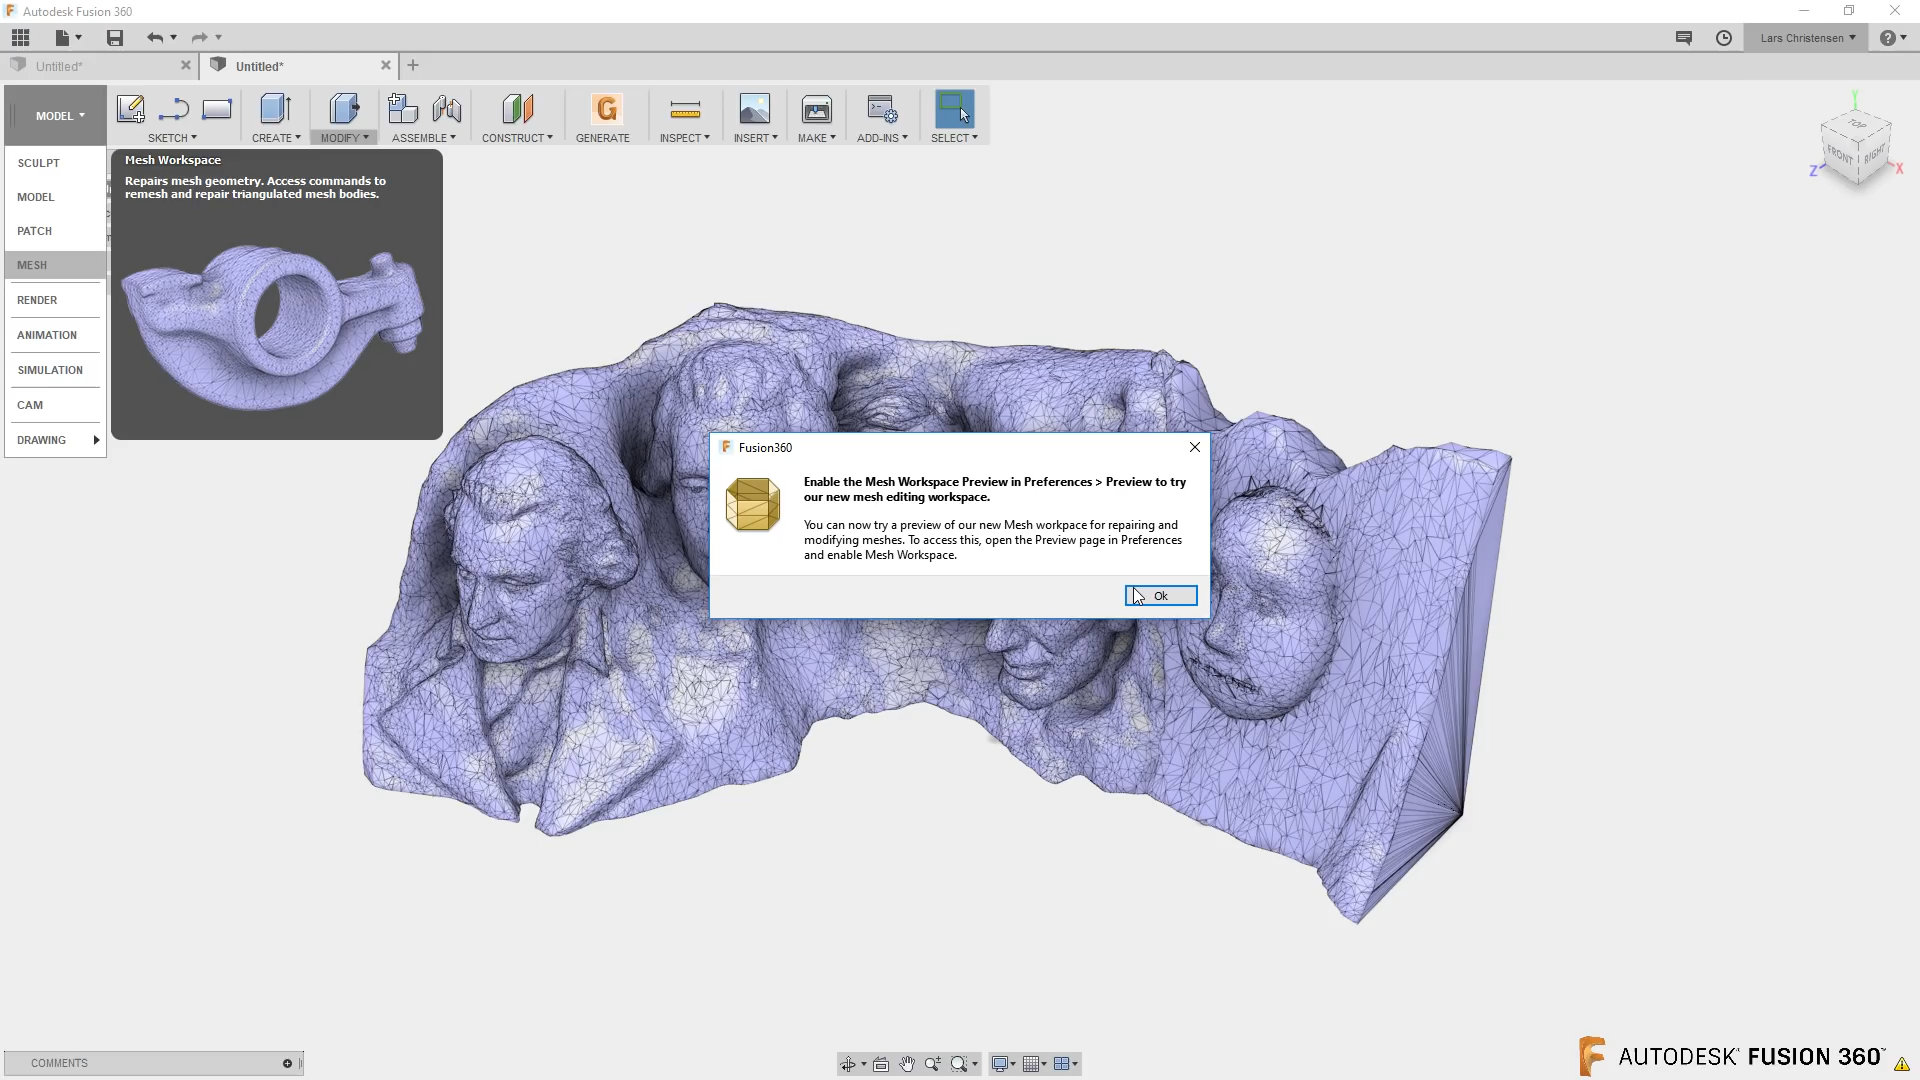 Autodesk Fusion 360
Lars Christensen
Untitled*
Untitled*
MODEL
SKETCH
CREATE
MODIFY
ASSEMBLE
CONSTRUCT
GENERATE
INSPECT
INSERT
MAKE
ADD-INS
SELECT
SCULPT
MODEL
PATCH
MESH
RENDER
ANIMATION
SIMULATION
CAM
DRAWING
Mesh Workspace
Repairs mesh geometry. Access commands to
remesh and repair triangulated mesh bodies.
Y
TOP
FRONT
RIGHT
Z
X
Fusion360
Enable the Mesh Workspace Preview in Preferences > Preview to try
our new mesh editing workspace.
You can now try a preview of our new Mesh workpace for repairing and
modifying meshes. To access this, open the Preview page in Preferences
and enable Mesh Workspace.
Ok
COMMENTS
AUTODESK FUSION 360™